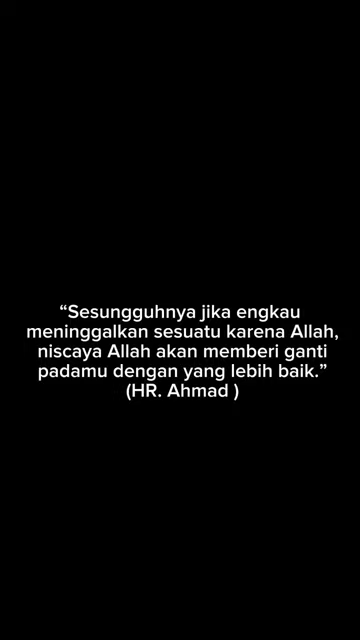 “Sesungguhnya jika engkau
meninggalkan sesuatu karena Allah,
niscaya Allah akan memberi ganti
padamu dengan yang lebih baik.”
(HR. Ahmad )